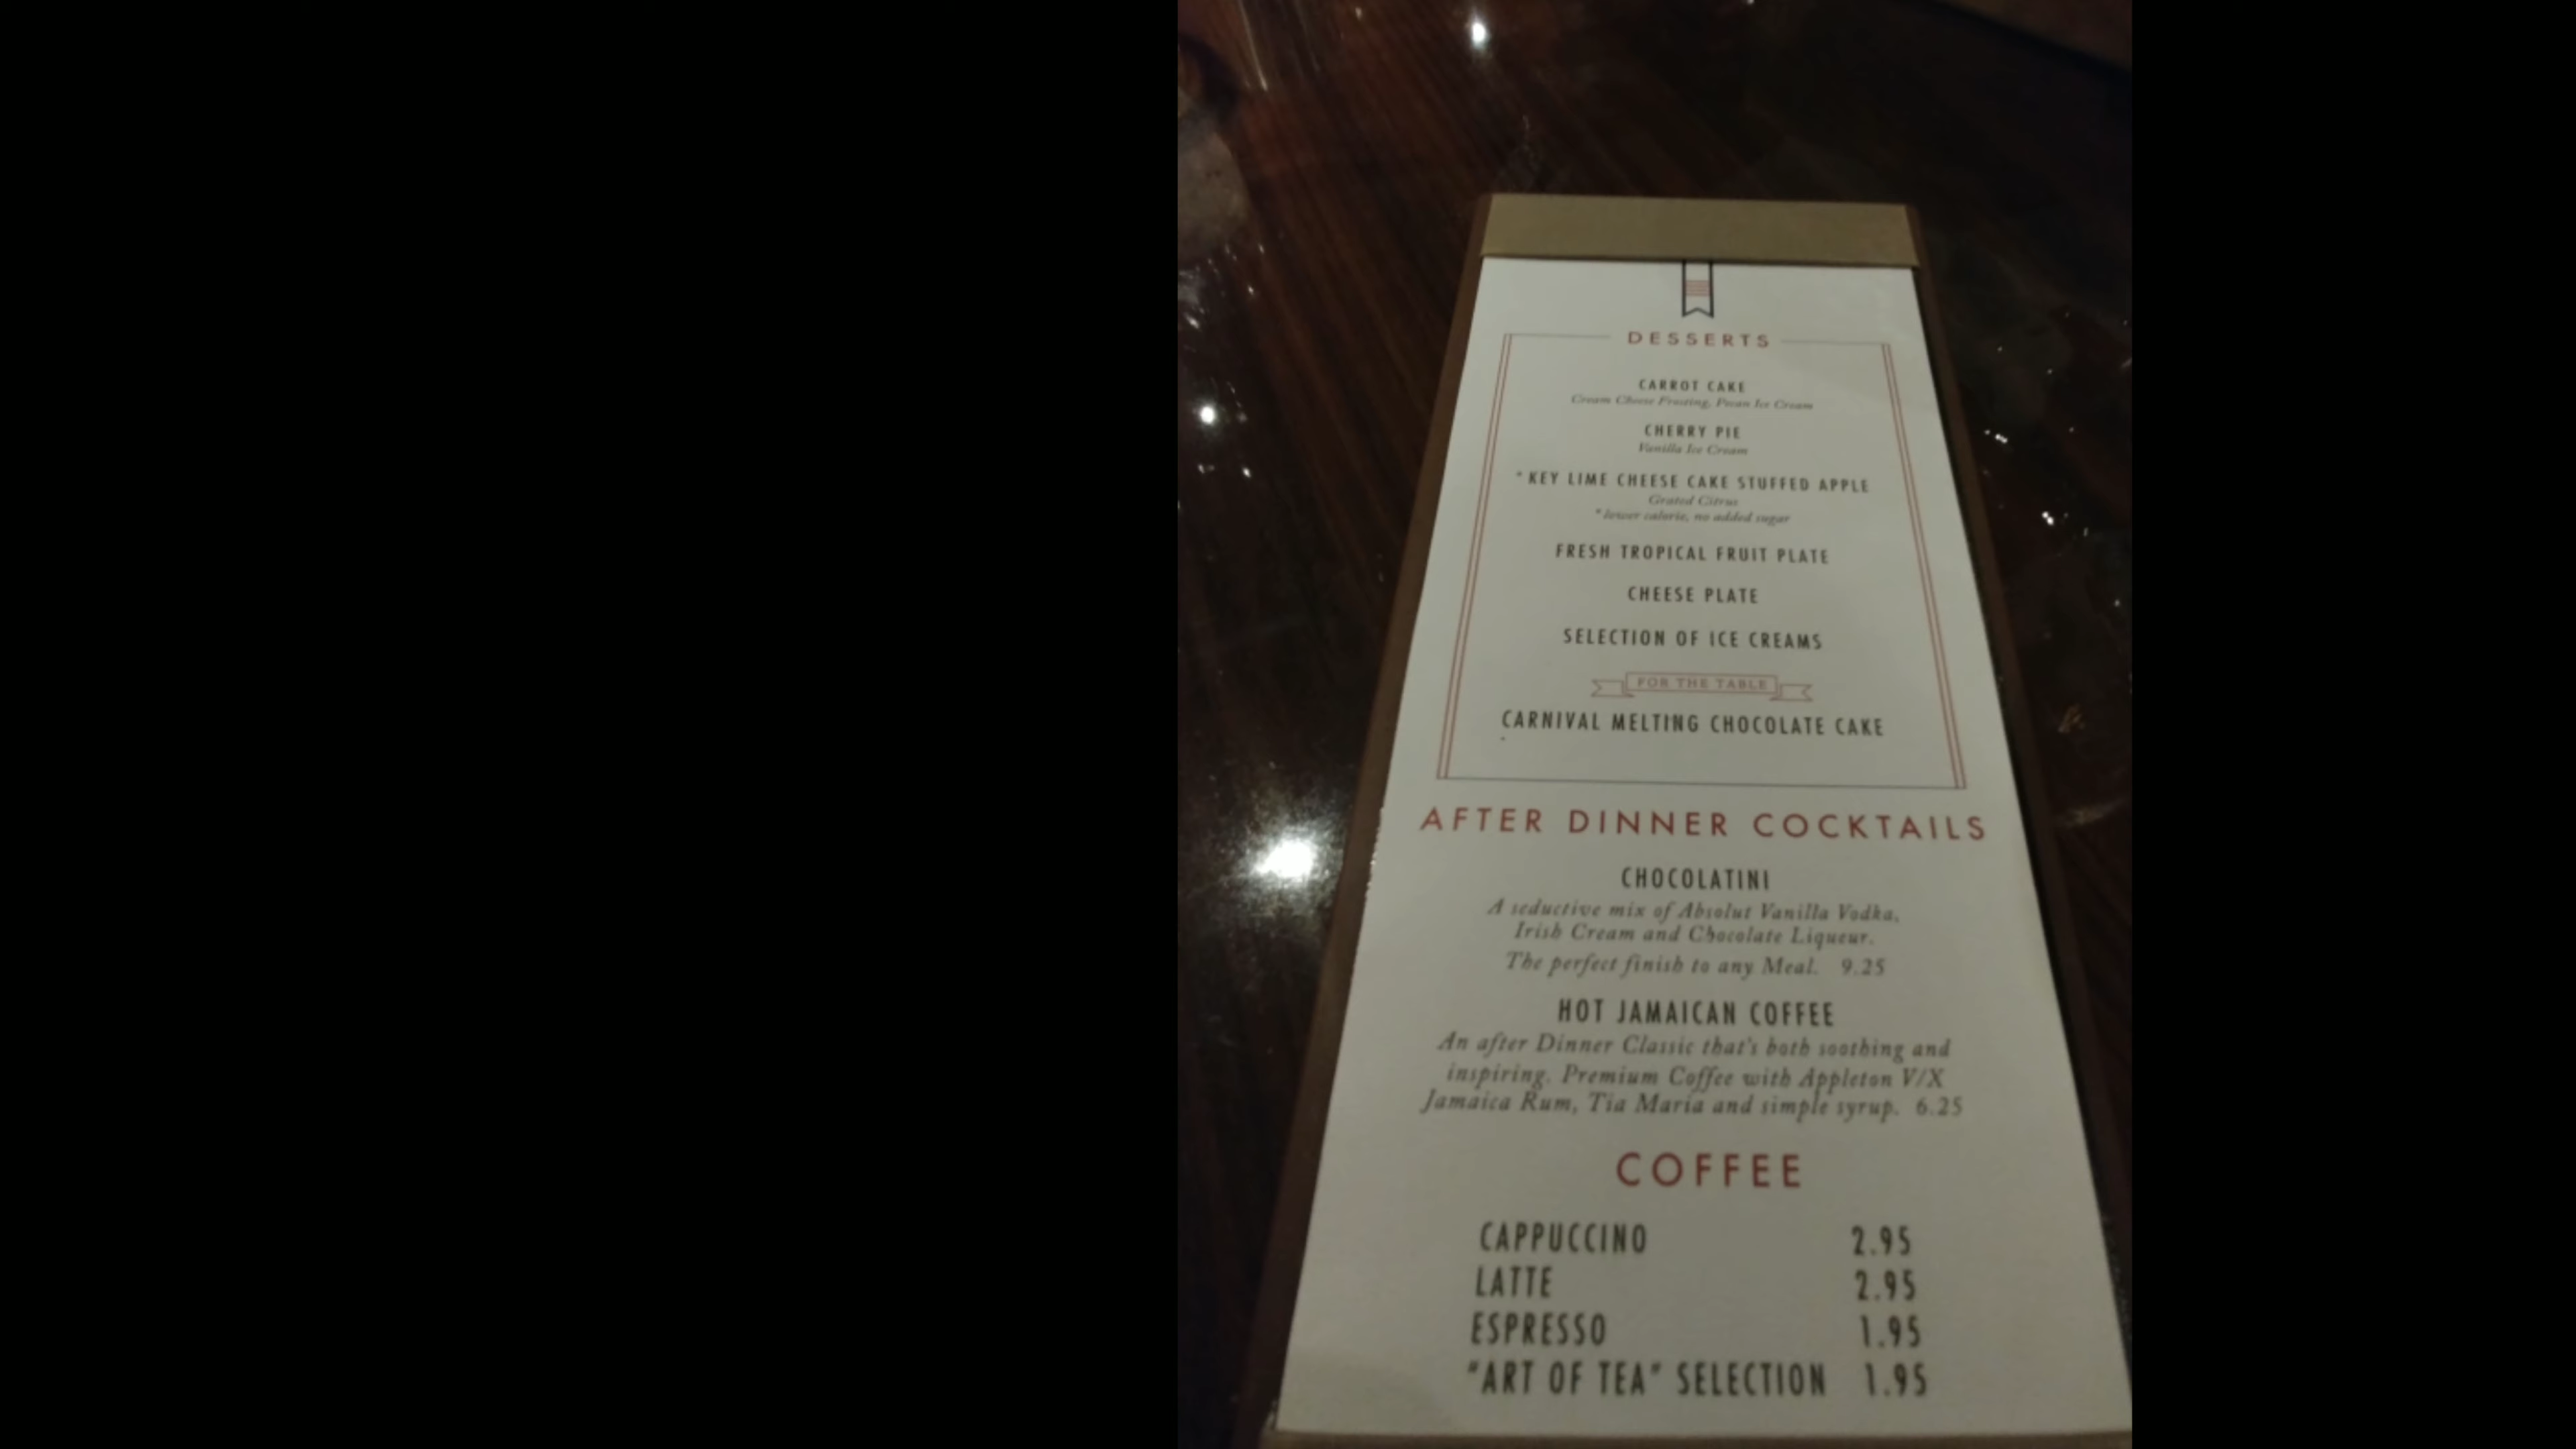 DESSERTS
CARROT CAKE
Cream Cheese Frosting, Pecan Ice Cream
CHERRY PIE
Vanilla Ice Cream
* KEY LIME CHEESE CAKE STUFFED APPLE
Grated Citrus
* lower calorie, no added sugar
FRESH TROPICAL FRUIT PLATE
CHEESE PLATE
SELECTION OF ICE CREAMS
FOR THE TABLE
CARNIVAL MELTING CHOCOLATE CAKE
AFTER DINNER COCKTAILS
CHOCOLATINI
A seductive mix of Absolut Vanilla Vodka,
Irish Cream and Chocolate Liqueur.
The perfect finish to any Meal. 9.25
HOT JAMAICAN COFFEE
An after Dinner Classic that's both soothing and
inspiring. Premium Coffee with Appleton V/X
Jamaica Rum, Tia Maria and simple syrup. 6.25
COFFEE
CAPPUCCINO 2.95
LATTE 2.95
ESPRESSO 1.95
"ART OF TEA" SELECTION 1.95